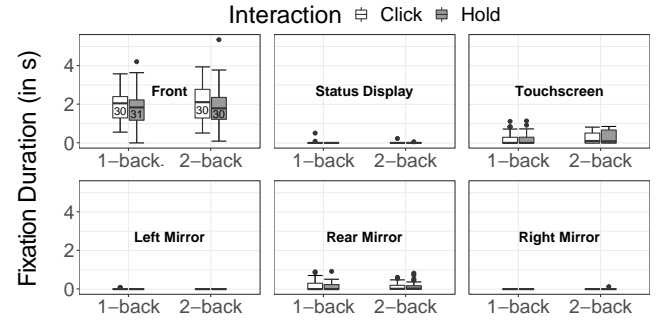 Interaction Click Hold
Fixation Duration (in s)
4
2
0
Front
30
31
30
30
1−back.
2−back
Status Display
1−back
2−back
Touchscreen
1−back
2−back
4
2
0
Left Mirror
1−back
2−back
Rear Mirror
1−back
2−back
Right Mirror
1−back
2−back